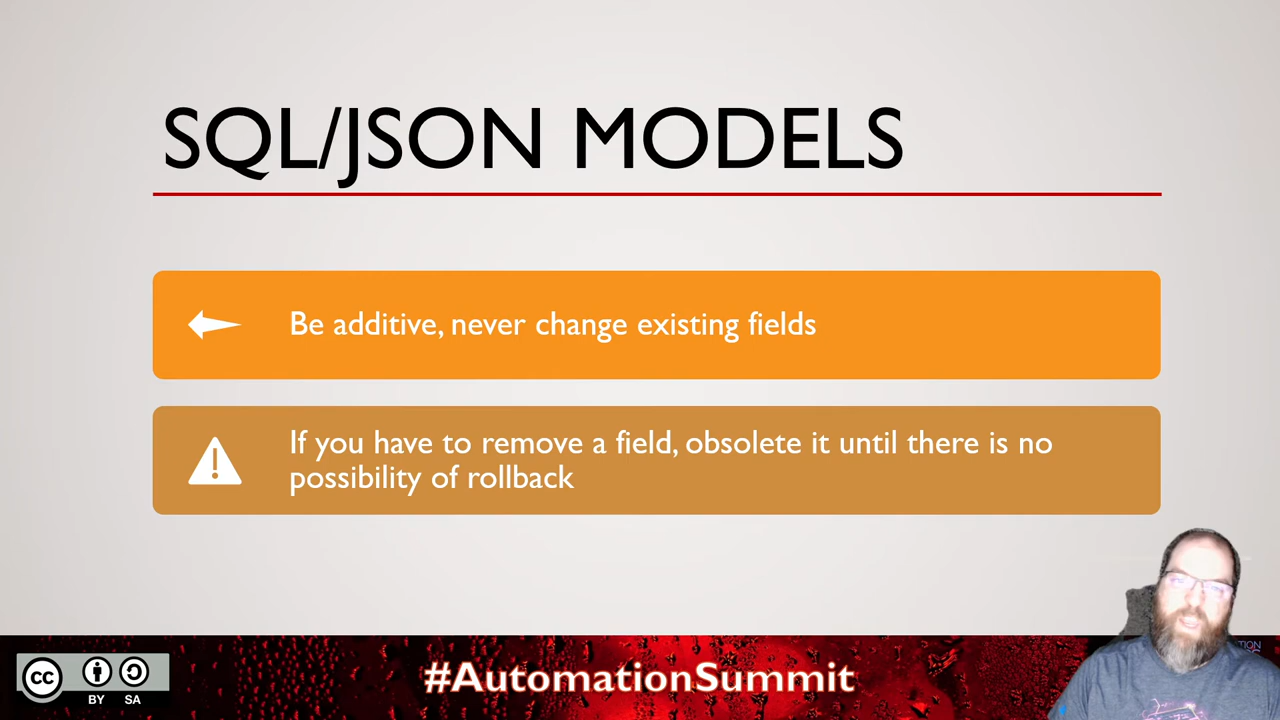 SQL/JSON MODELS
Be additive, never change existing fields
If you have to remove a field, obsolete it until there is no
possibility of rollback
cc
BY SA
#AutomationSummit